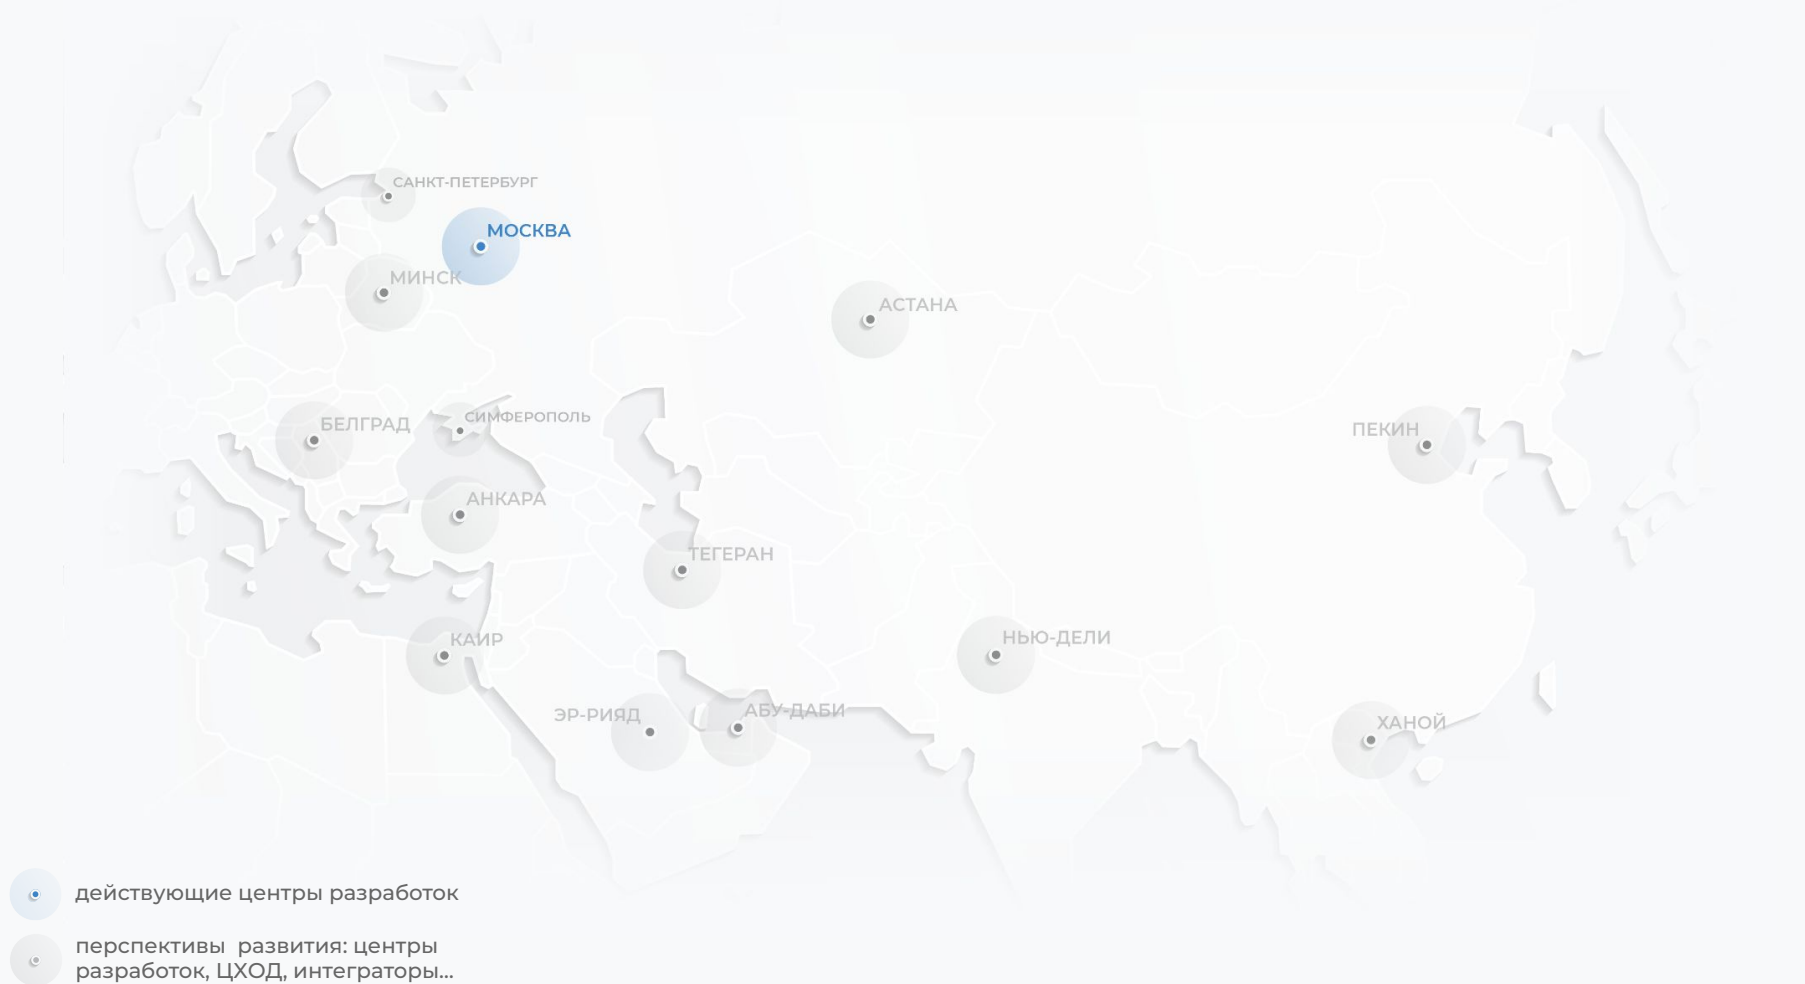 САНКТ-ПЕТЕРБУРГ
МОСКВА
МИНСК
АСТАНА
БЕЛГРАД
СИМФЕРОПОЛЬ
ПЕКИН
АНКАРА
ТЕГЕРАН
КАИР
НЬЮ-ДЕЛИ
ЭР-РИЯД
АБУ-ДАБИ
ХАНОЙ
действующие центры разработок
перспективы  развития: центры
разработок, ЦХОД, интеграторы...